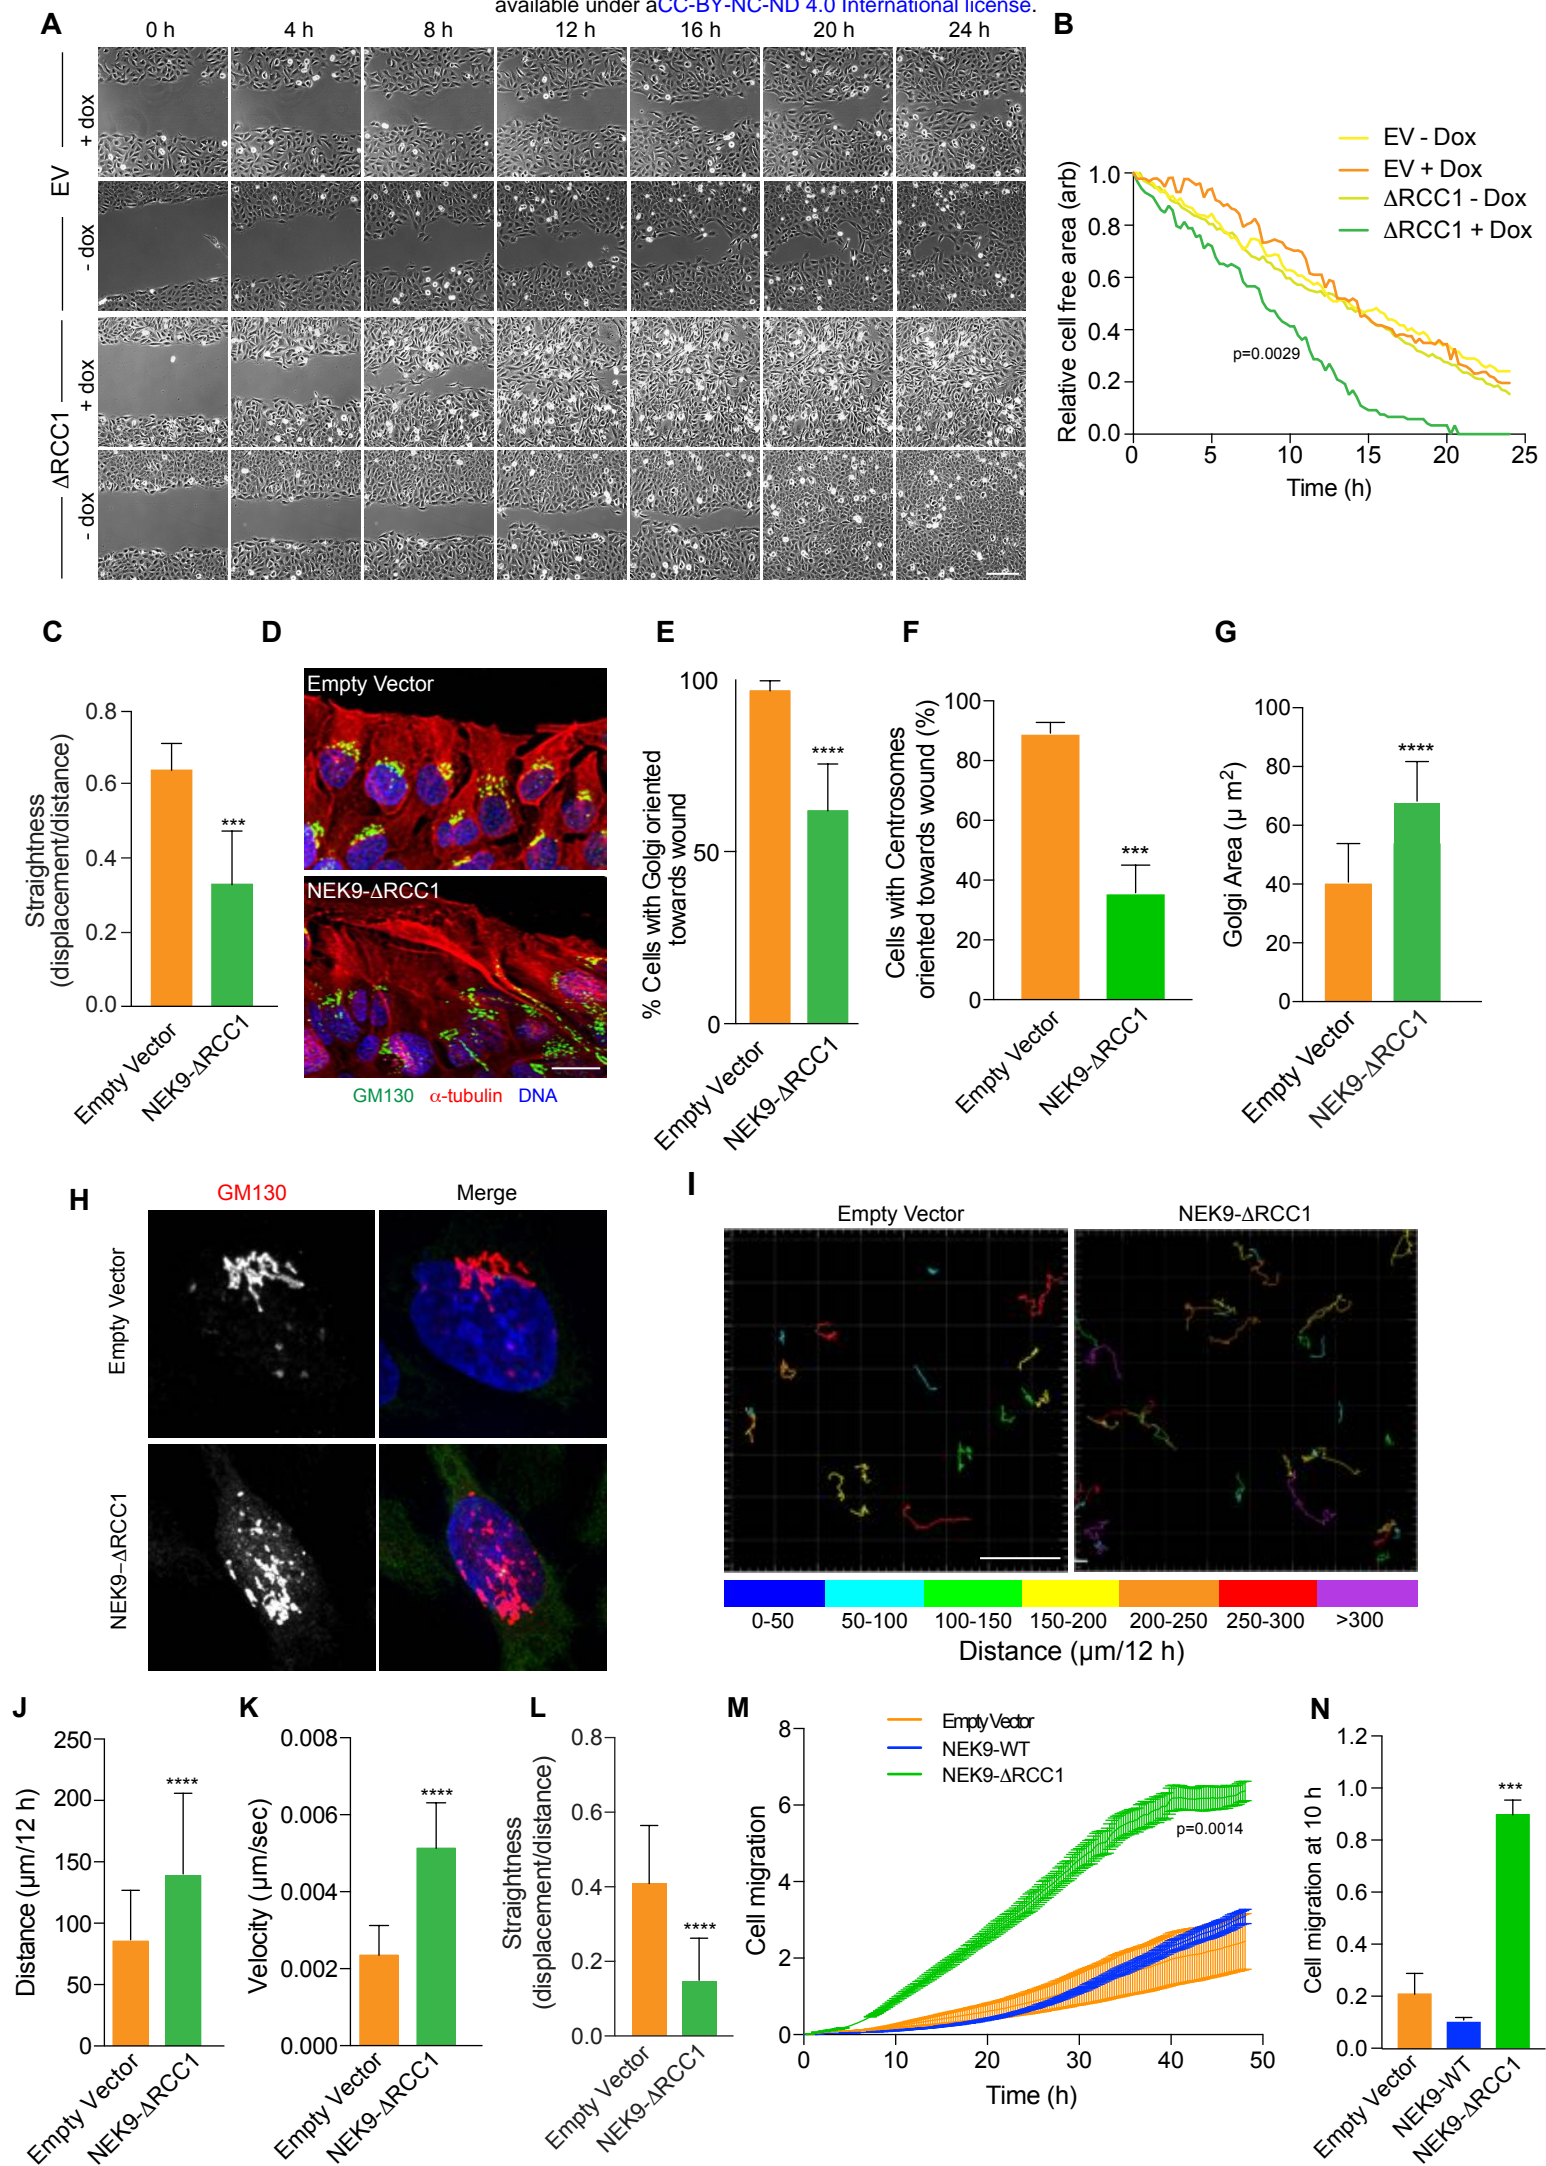 available under aCC-BY-NC-ND 4.0 International license.
A
0 h 4 h 8 h 12 h 16 h 20 h 24 h
EV
+ dox
- dox
ΔRCC1
+ dox
- dox
B
EV - Dox
EV + Dox
ΔRCC1 - Dox
ΔRCC1 + Dox
Relative cell free area (arb)
1.0
0.8
0.6
0.4
0.2
0.0
p=0.0029
0 5 10 15 20 25
Time (h)
C
Straightness
(displacement/distance)
0.8
0.6
0.4
0.2
0.0
***
Empty Vector
NEK9-ΔRCC1
D
Empty Vector
NEK9-ΔRCC1
GM130 α-tubulin DNA
E
% Cells with Golgi oriented
towards wound
100
50
0
****
Empty Vector
NEK9-ΔRCC1
F
Cells with Centrosomes
oriented towards wound (%)
100
80
60
40
20
0
***
Empty Vector
NEK9-ΔRCC1
G
Golgi Area (μ m2)
100
80
60
40
20
0
****
Empty Vector
NEK9-ΔRCC1
H
GM130 Merge
Empty Vector
NEK9-ΔRCC1
I
Empty Vector NEK9-ΔRCC1
0-50 50-100 100-150 150-200 200-250 250-300 >300
Distance (μm/12 h)
J
Distance (μm/12 h)
250
200
150
100
50
0
****
Empty Vector
NEK9-ΔRCC1
K
Velocity (μm/sec)
0.008
0.006
0.004
0.002
0.000
****
Empty Vector
NEK9-ΔRCC1
L
Straightness
(displacement/distance)
0.8
0.6
0.4
0.2
0.0
****
Empty Vector
NEK9-ΔRCC1
M
Empty Vector
NEK9-WT
NEK9-ΔRCC1
Cell migration
8
6
4
2
0
p=0.0014
0 10 20 30 40 50
Time (h)
N
Cell migration at 10 h
1.2
1.0
0.8
0.6
0.4
0.2
0.0
***
Empty Vector
NEK9-WT
NEK9-ΔRCC1